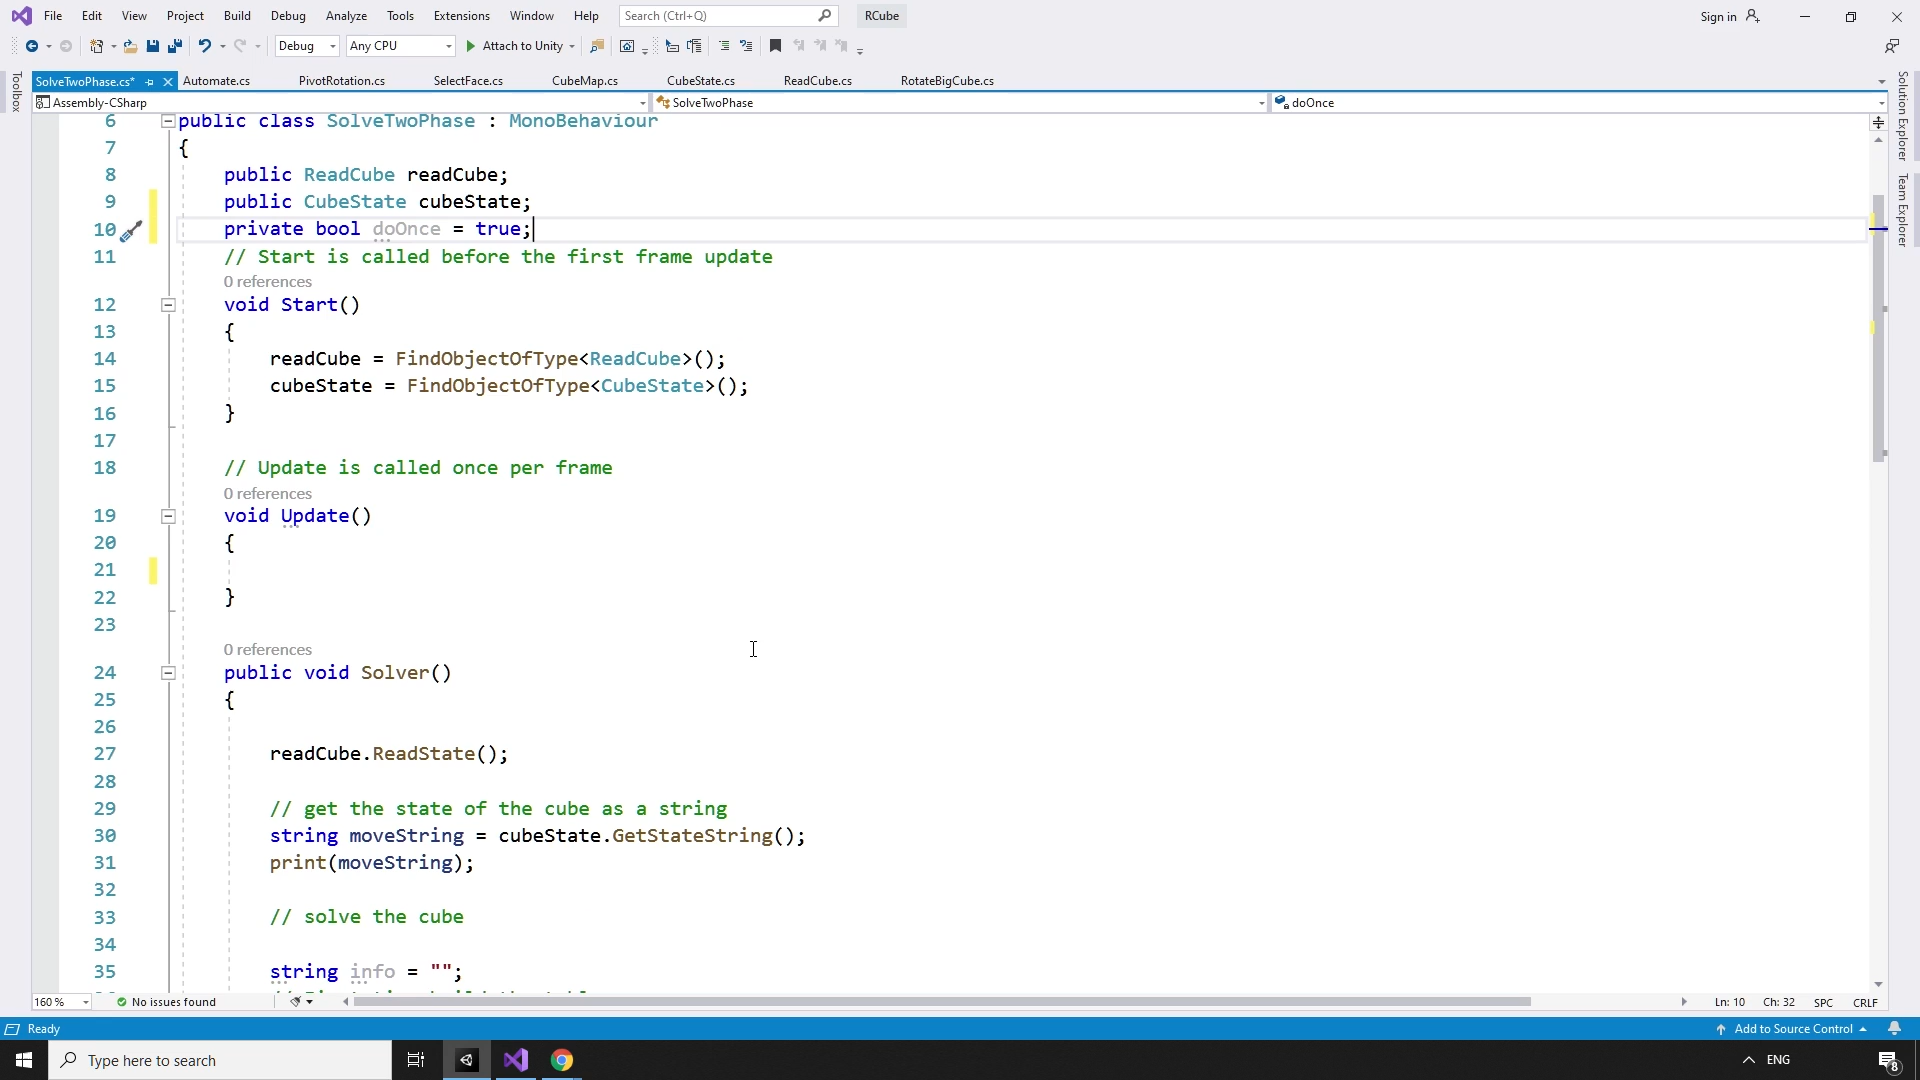 File Edit View Project Build Debug Analyze Tools Extensions Window Help Search (Ctrl+Q) RCube Sign in
Debug Any CPU Attach to Unity
SolveTwoPhase.cs* Automate.cs PivotRotation.cs SelectFace.cs CubeMap.cs CubeState.cs ReadCube.cs RotateBigCube.cs
Assembly-CSharp SolveTwoPhase doOnce
Toolbox
Solution Explorer
Team Explorer
6 public class SolveTwoPhase : MonoBehaviour
7 {
8 public ReadCube readCube;
9 public CubeState cubeState;
10 private bool doOnce = true;
11 // Start is called before the first frame update
0 references
12 void Start()
13 {
14 readCube = FindObjectOfType<ReadCube>();
15 cubeState = FindObjectOfType<CubeState>();
16 }
17
18 // Update is called once per frame
0 references
19 void Update()
20 {
21
22 }
23
0 references
24 public void Solver()
25 {
26
27 readCube.ReadState();
28
29 // get the state of the cube as a string
30 string moveString = cubeState.GetStateString();
31 print(moveString);
32
33 // solve the cube
34
35 string info = "";
160 % No issues found Ln: 10 Ch: 32 SPC CRLF
Ready Add to Source Control
Type here to search ENG 8